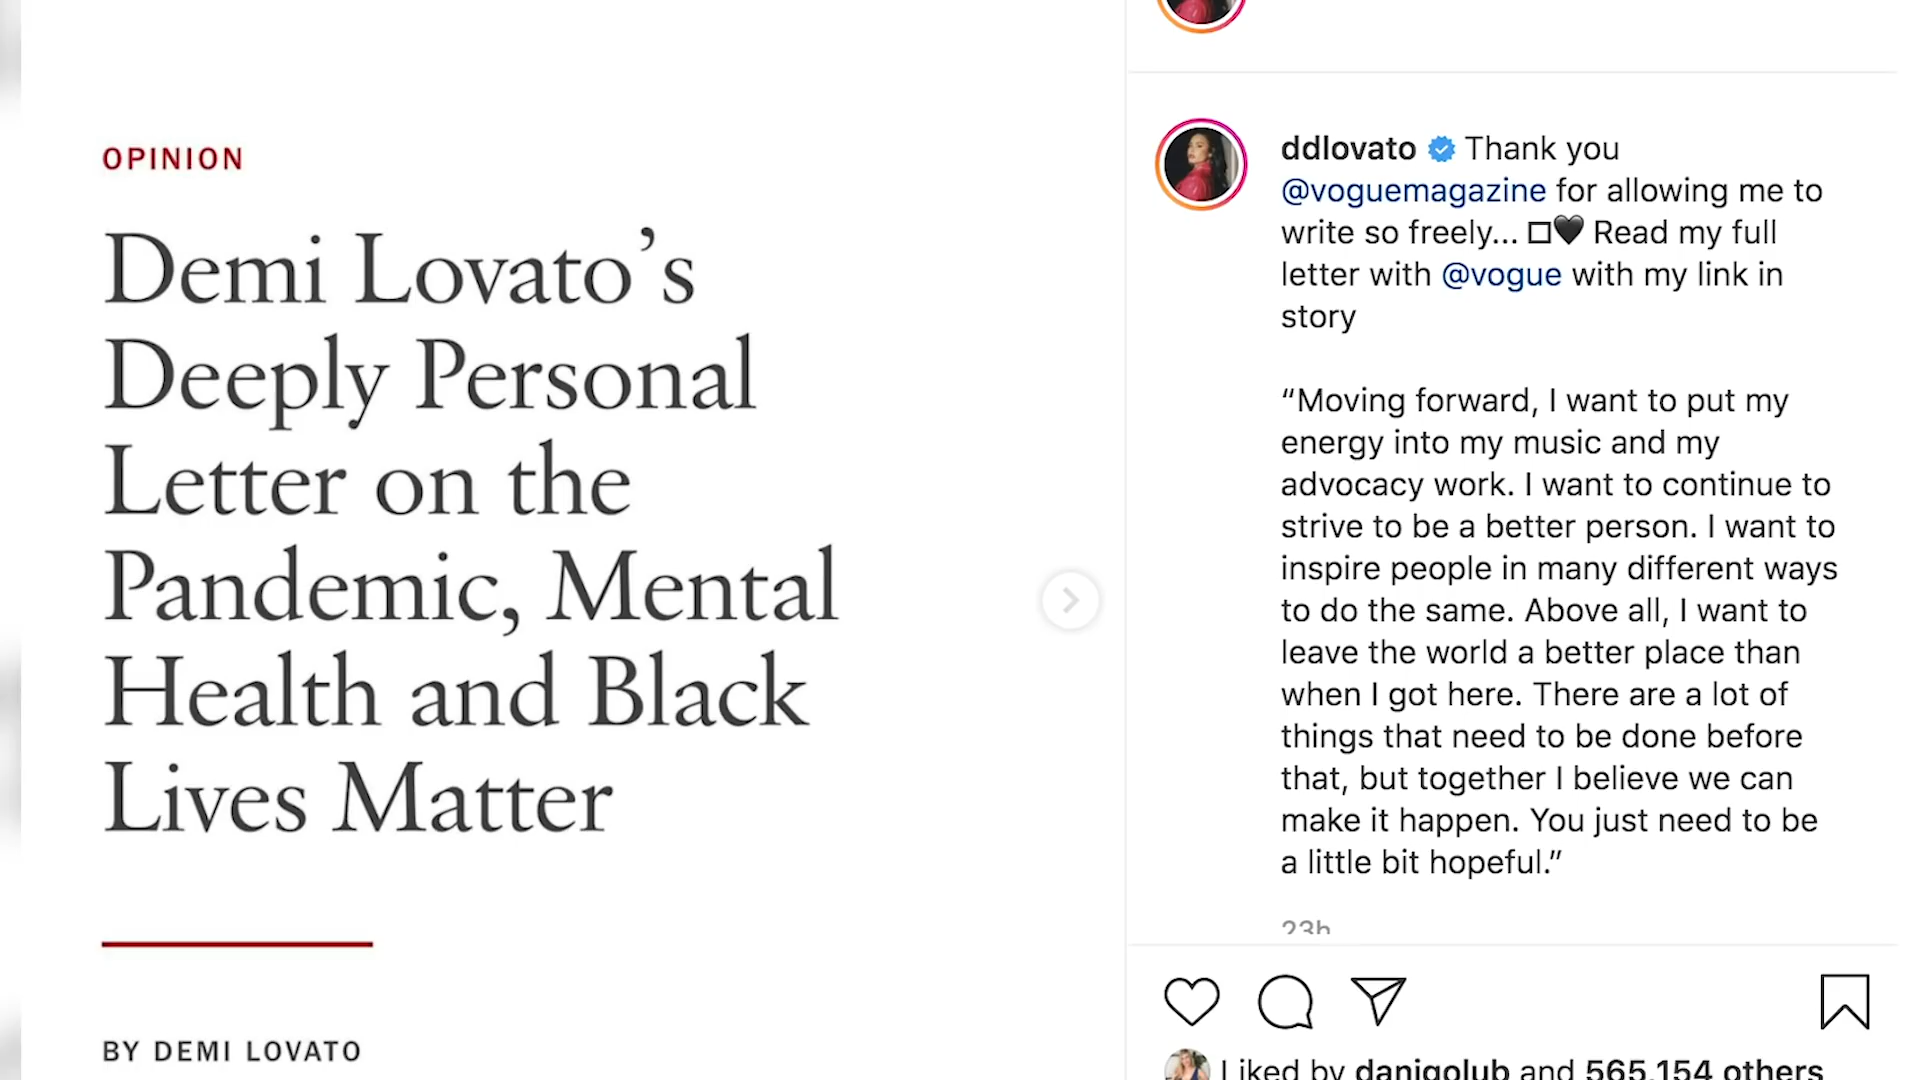 OPINION
Demi Lovato’s
Deeply Personal
Letter on the
Pandemic, Mental
Health and Black
Lives Matter
BY DEMI LOVATO
ddlovato Thank you
@voguemagazine for allowing me to
write so freely... □🖤 Read my full
letter with @vogue with my link in
story
“Moving forward, I want to put my
energy into my music and my
advocacy work. I want to continue to
strive to be a better person. I want to
inspire people in many different ways
to do the same. Above all, I want to
leave the world a better place than
when I got here. There are a lot of
things that need to be done before
that, but together I believe we can
make it happen. You just need to be
a little bit hopeful.”
23h
Liked by danigolub and 565,154 others